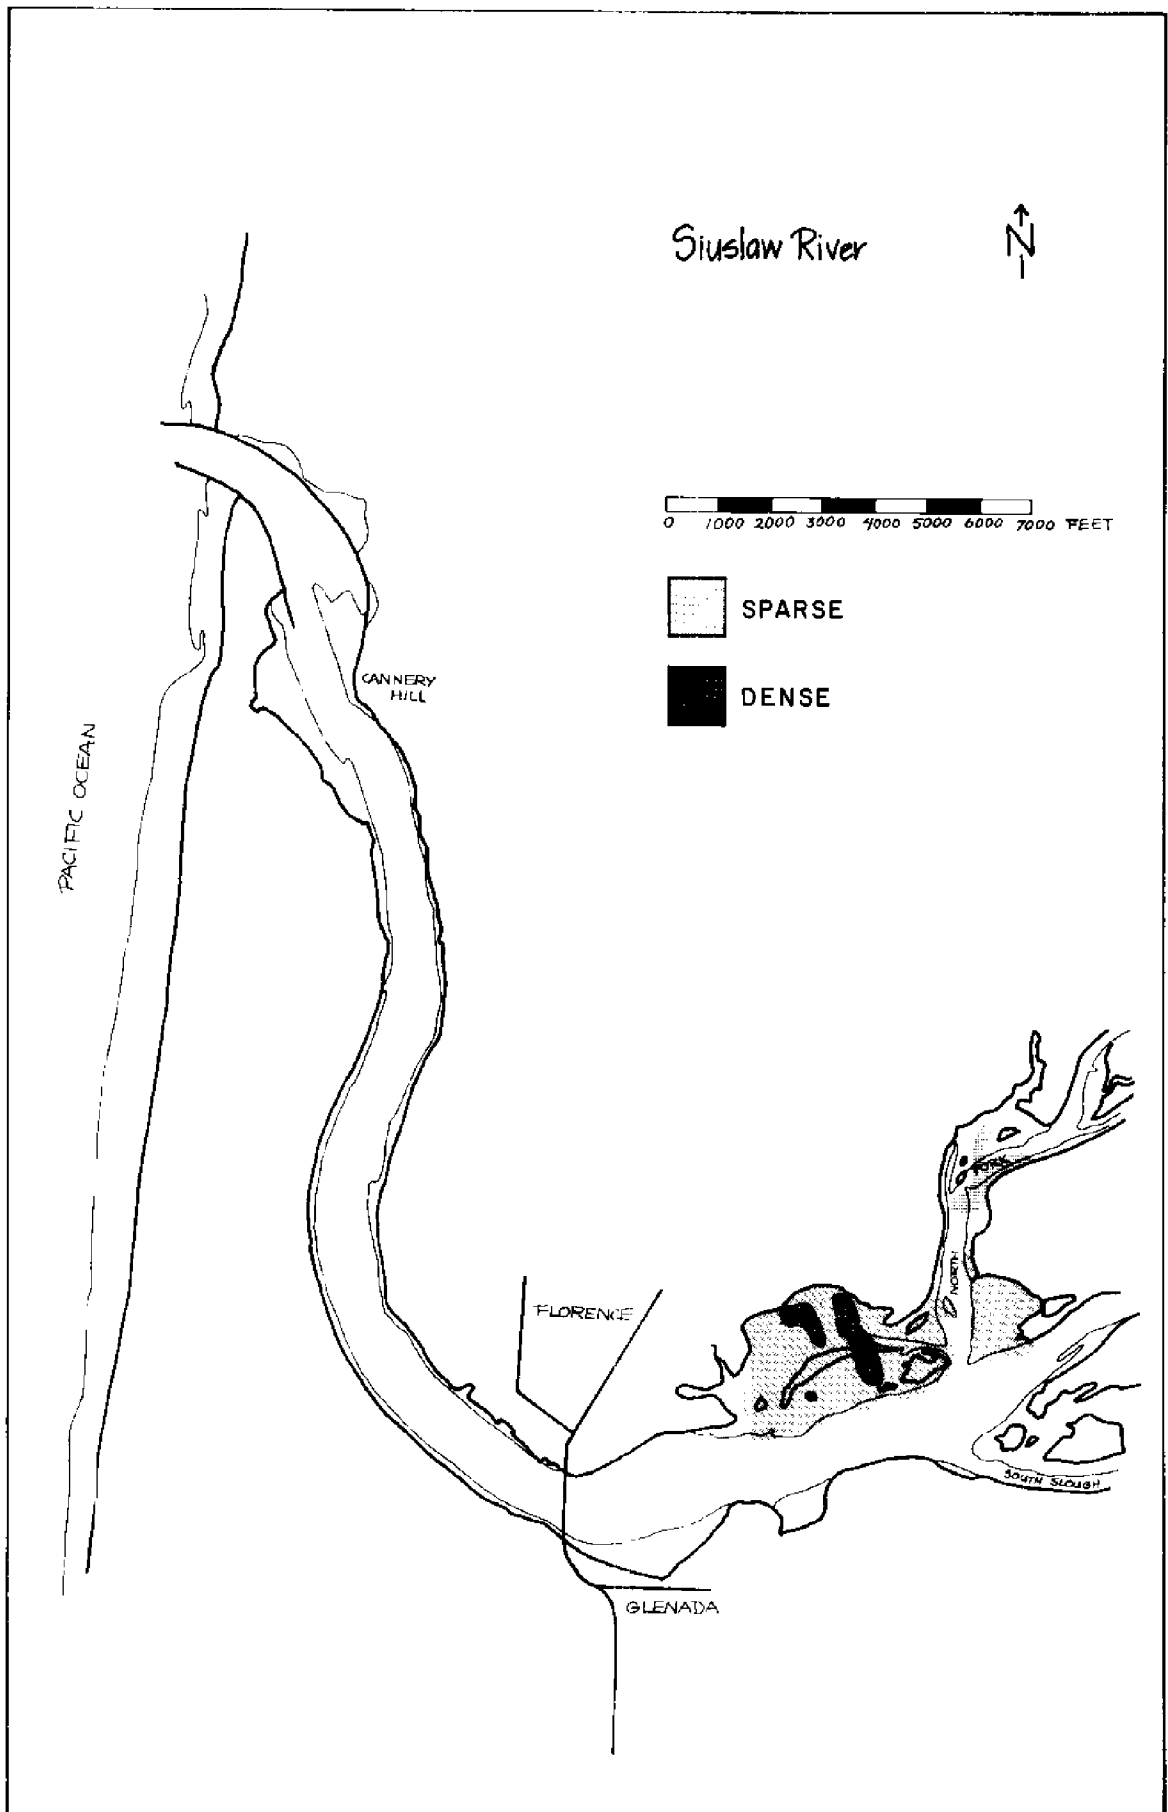 Siuslaw River
N
0 1000 2000 3000 4000 5000 6000 7000 FEET
SPARSE
DENSE
CANNERY
HILL
PACIFIC OCEAN
FORK
NORTH
FLORENCE
SOUTH SLOUGH
GLENADA